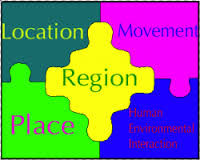 Location
Movement
Region
Place
Human
Environmental
Interaction